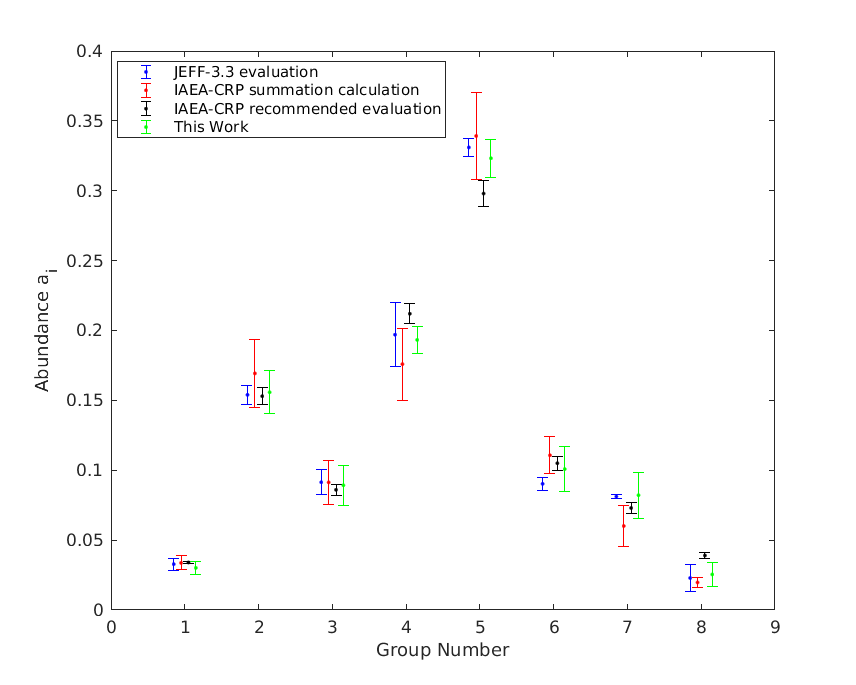 JEFF-3.3 evaluation
IAEA-CRP summation calculation
IAEA-CRP recommended evaluation
This Work
0.4
0.35
0.3
0.25
0.2
0.15
0.1
0.05
0
Abundance a_i
0 1 2 3 4 5 6 7 8 9
Group Number